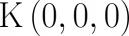 K (0, 0, 0)